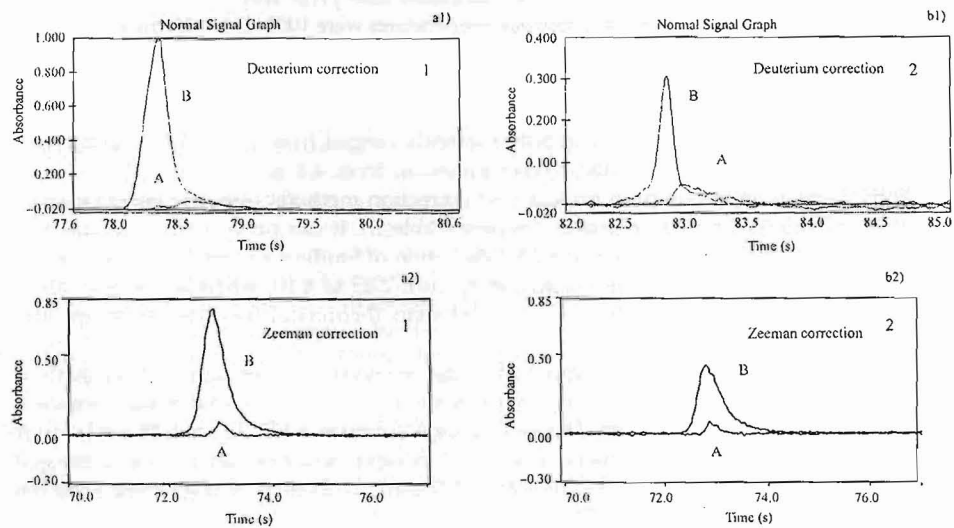 a1)
Normal Signal Graph
Deuterium correction 1
B
A
Absorbance
1.000
0.800
0.600
0.400
0.200
-0.020
77.6 78.0 78.5 79.0 79.5 80.0 80.6
Time (s)
b1)
Normal Signal Graph
Deuterium correction 2
B
A
Absorbance
0.400
0.300
0.200
0.100
-0.020
82.0 82.5 83.0 83.5 84.0 84.5 85.0
Time (s)
a2)
1
Zeeman correction
B
A
Absorbance
0.85
0.50
0.00
-0.30
70.0 72.0 74.0 76.0
Time (s)
b2)
2
Zeeman correction
B
A
Absorbance
0.85
0.50
0.00
-0.30
70.0 72.0 74.0 76.0
Time (s)